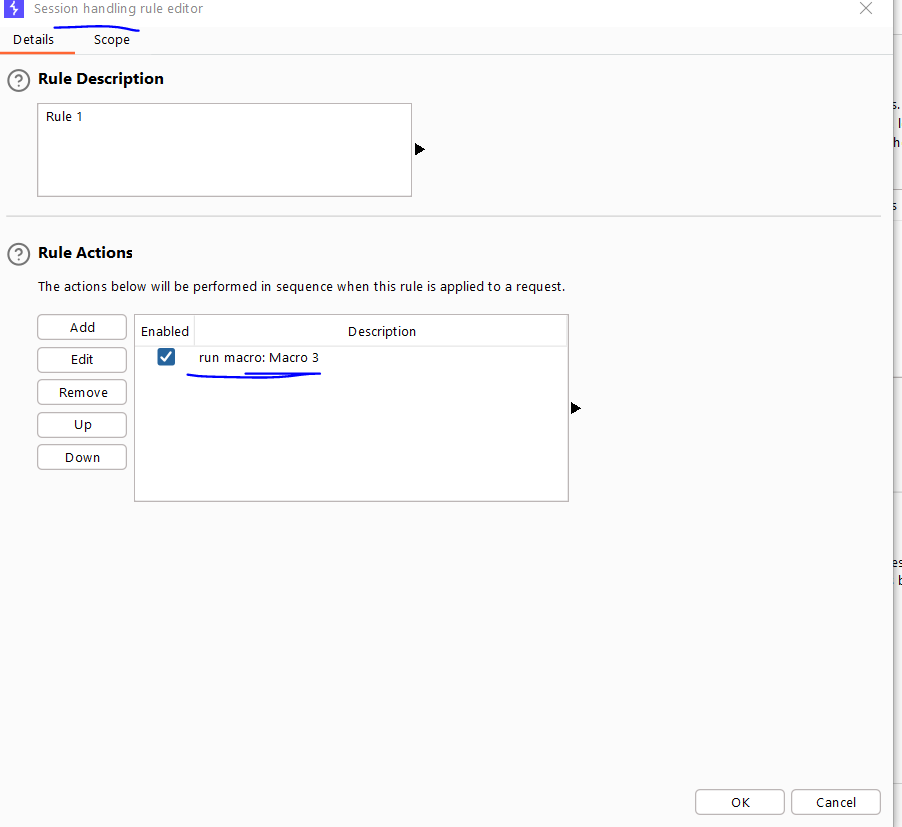 Session handling rule editor
Details Scope
Rule Description
Rule 1
Rule Actions
The actions below will be performed in sequence when this rule is applied to a request.
Add
Edit
Remove
Up
Down
Enabled Description
run macro: Macro 3
OK Cancel